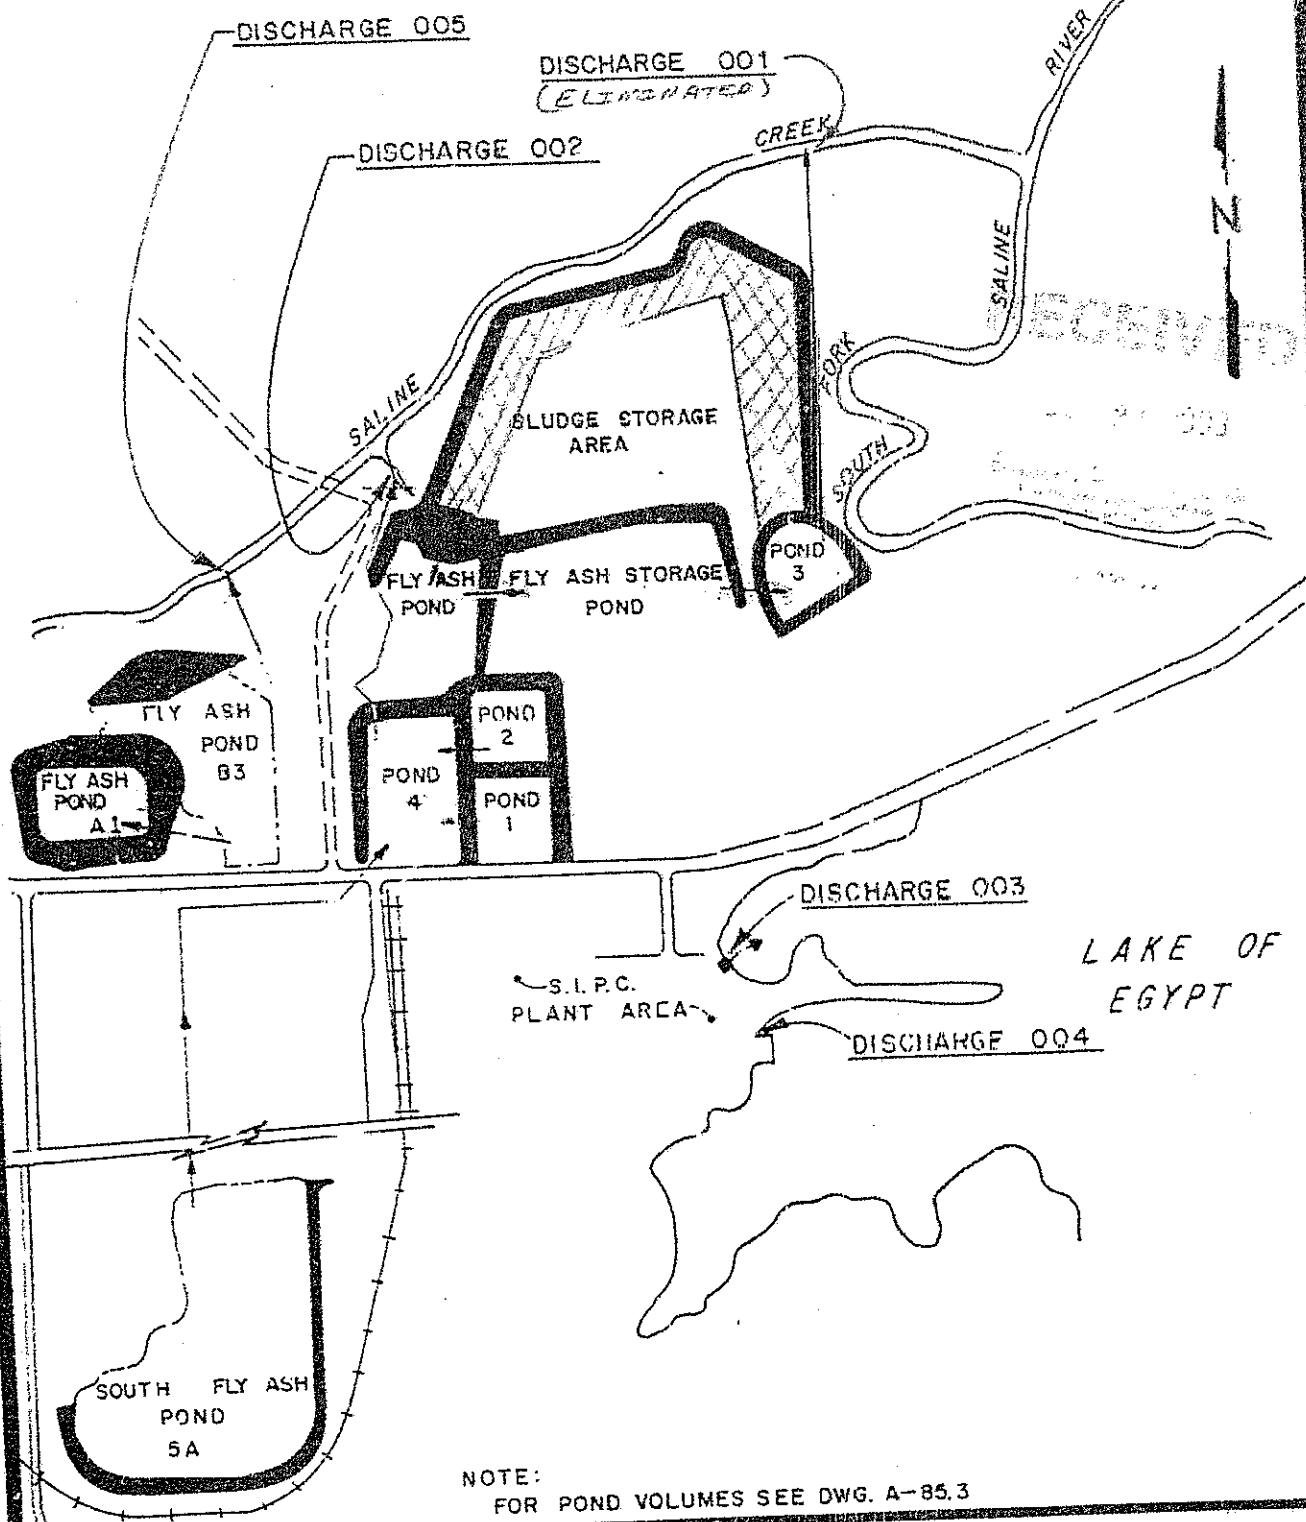 DISCHARGE 005
DISCHARGE 001
(ELIMINATED)
DISCHARGE 002
CREEK
RIVER
SALINE
N
RECEIVED
SALINE
FORK
SOUTH
SLUDGE STORAGE
AREA
POND
3
FLY ASH
POND
FLY ASH STORAGE
POND
FLY ASH
POND
B3
FLY ASH
POND
A1
POND
2
POND
4
POND
1
DISCHARGE 003
LAKE OF
EGYPT
S.I.P.C.
PLANT AREA
DISCHARGE 004
SOUTH FLY ASH
POND
5A
NOTE:
FOR POND VOLUMES SEE DWG. A-85.3